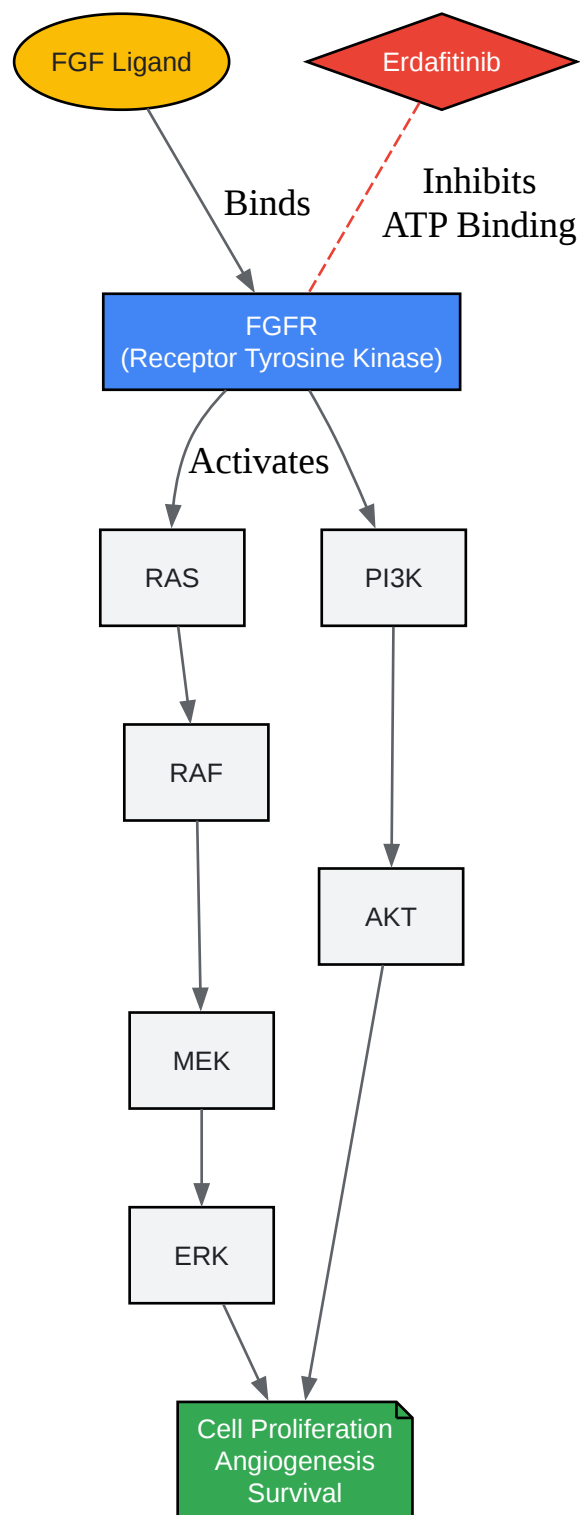 FGF Ligand
Erdafitinib
Binds
Inhibits
ATP Binding
FGFR
(Receptor Tyrosine Kinase)
Activates
RAS
PI3K
RAF
AKT
MEK
ERK
Cell Proliferation
Angiogenesis
Survival